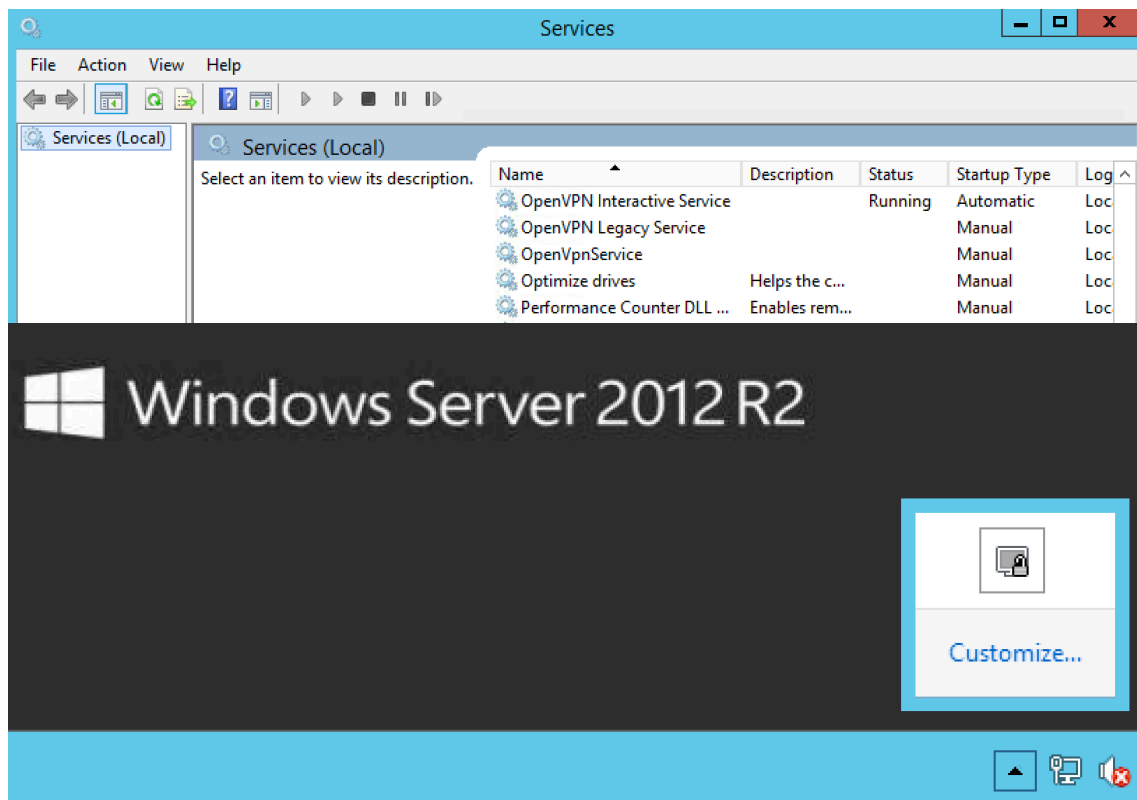 Services
File Action View Help
Services (Local)
Services (Local)
Select an item to view its description.
Name Description Status Startup Type Log
OpenVPN Interactive Service Running Automatic Loc
OpenVPN Legacy Service Manual Loc
OpenVpnService Manual Loc
Optimize drives Helps the c... Manual Loc
Performance Counter DLL ... Enables rem... Manual Loc
Windows Server 2012 R2
Customize...